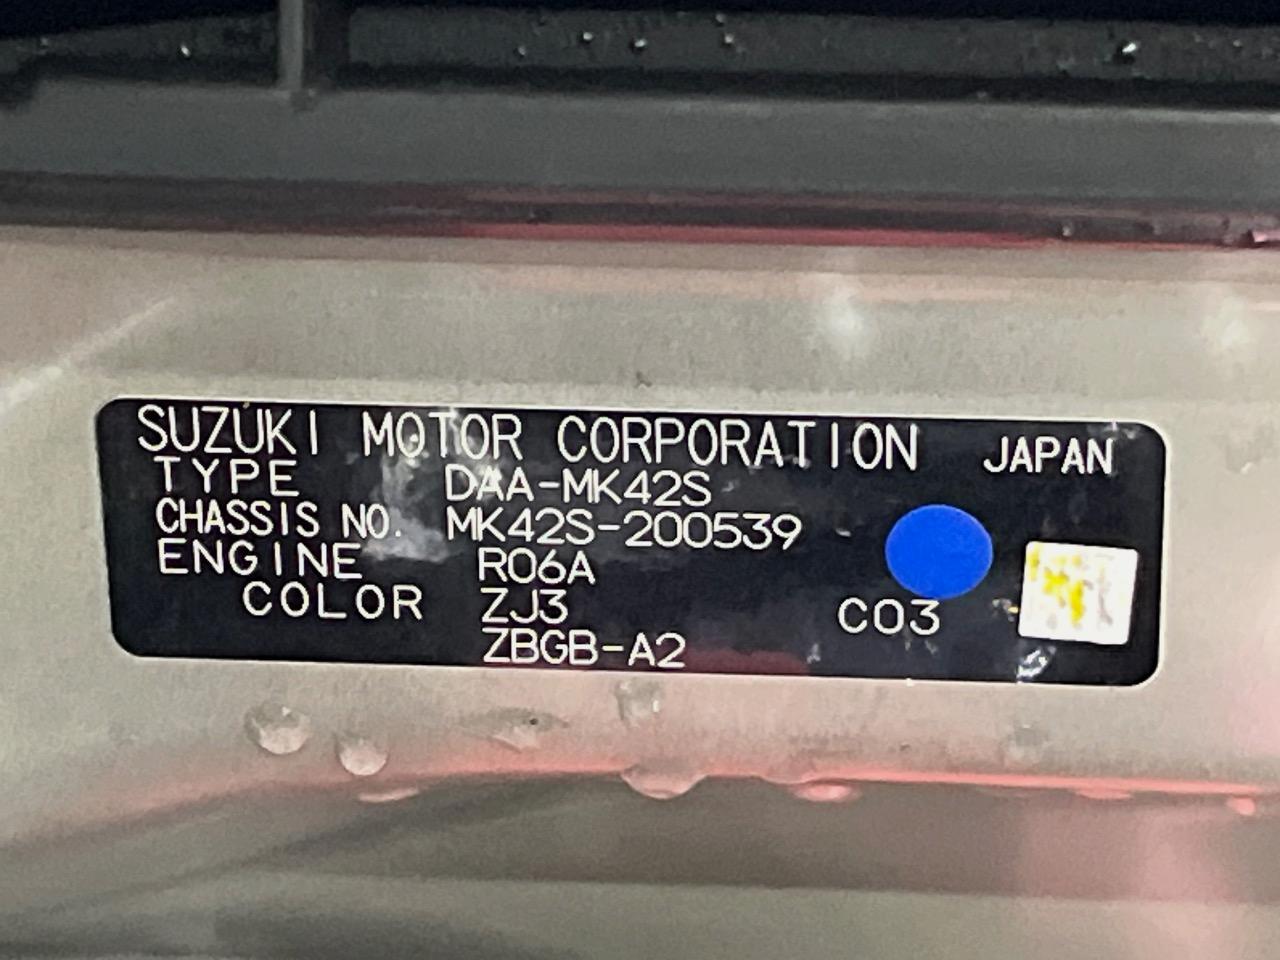 SUZUKI MOTOR CORPORATION JAPAN
TYPE DAA-MK42S
CHASSIS NO. MK42S-200539
ENGINE R06A
COLOR ZJ3 C03
ZBGB-A2